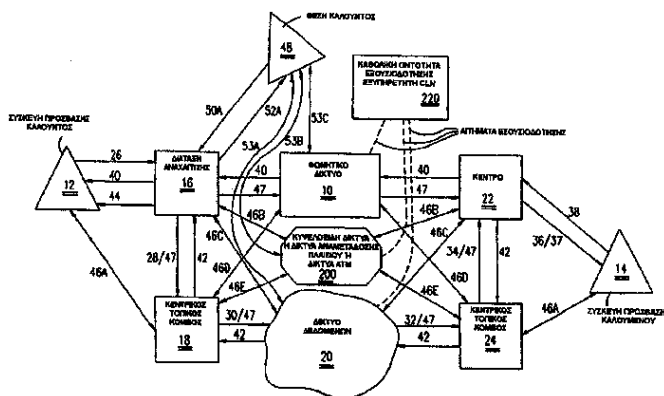 ΘΕΣΗ ΚΑΛΟΥΝΤΟΣ
48
ΚΑΘΟΛΙΚΗ ΟΝΤΟΤΗΤΑ
ΕΞΟΥΣΙΟΔΟΤΗΣΗΣ
ΕΞΥΠΗΡΕΤΗΤΗ CLN
220
ΑΙΤΗΜΑΤΑ ΕΞΟΥΣΙΟΔΟΤΗΣΗΣ
50A
52A
53A
53B
53C
ΣΥΣΚΕΥΗ ΠΡΟΣΒΑΣΗΣ
ΚΑΛΟΥΝΤΟΣ
12
26
40
44
ΔΙΑΤΑΞΗ
ΑΝΑΧΑΙΤΙΣΗΣ
16
40
47
ΦΩΝΗΤΙΚΟ
ΔΙΚΤΥΟ
10
40
47
ΚΕΝΤΡΟ
22
38
36/37
14
ΣΥΣΚΕΥΗ ΠΡΟΣΒΑΣΗΣ
ΚΑΛΟΥΜΕΝΟΥ
46B
46C
46D
46E
ΚΥΨΕΛΟΕΙΔΗ ΔΙΚΤΥΑ
Η ΔΙΚΤΥΑ ΑΝΑΜΕΤΑΔΟΣΗΣ
ΠΛΑΙΣΙΟΥ Η
ΔΙΚΤΥΑ ATM
200
46B
46C
46D
46E
28/47
42
34/47
42
46A
46A
ΚΕΝΤΡΙΚΟΣ
ΤΟΠΙΚΟΣ
ΚΟΜΒΟΣ
18
30/47
42
ΔΙΚΤΥΟ
ΔΕΔΟΜΕΝΩΝ
20
32/47
42
ΚΕΝΤΡΙΚΟΣ
ΤΟΠΙΚΟΣ
ΚΟΜΒΟΣ
24